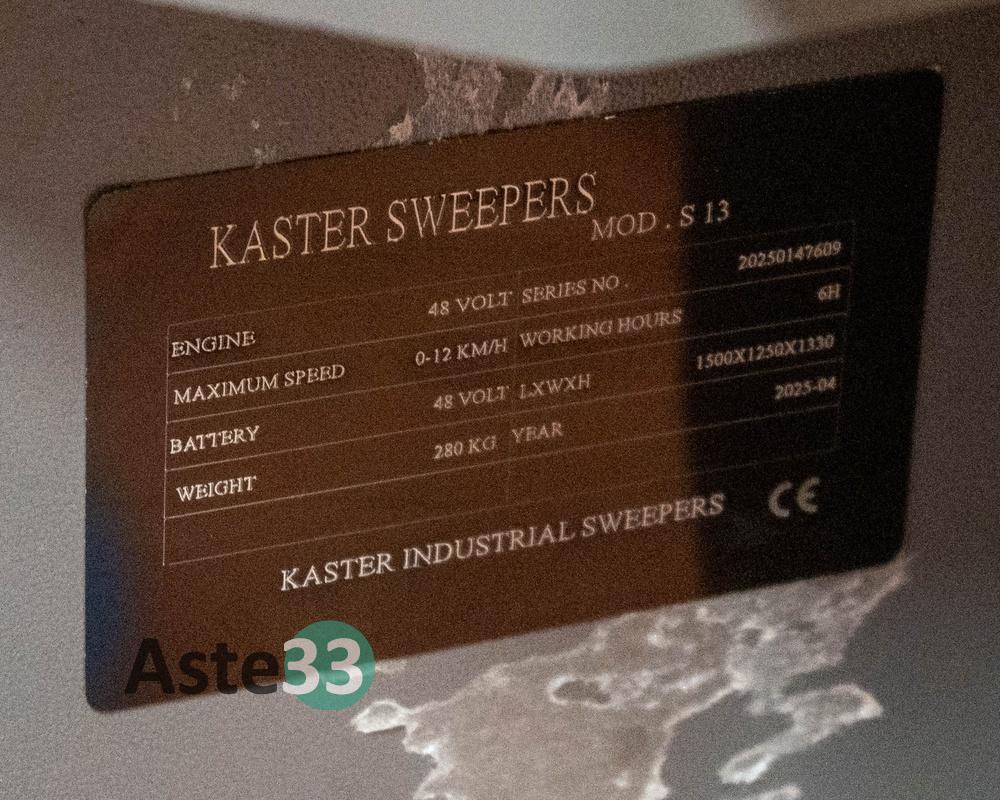 KASTER SWEEPERS
MOD . S 13
ENGINE 48 VOLT SERIES NO . 20250147609
MAXIMUM SPEED 0-12 KM/H WORKING HOURS 6H
BATTERY 48 VOLT LXWXH 1500X1250X1330
WEIGHT 280 KG YEAR 2025-04
KASTER INDUSTRIAL SWEEPERS CE
Aste33